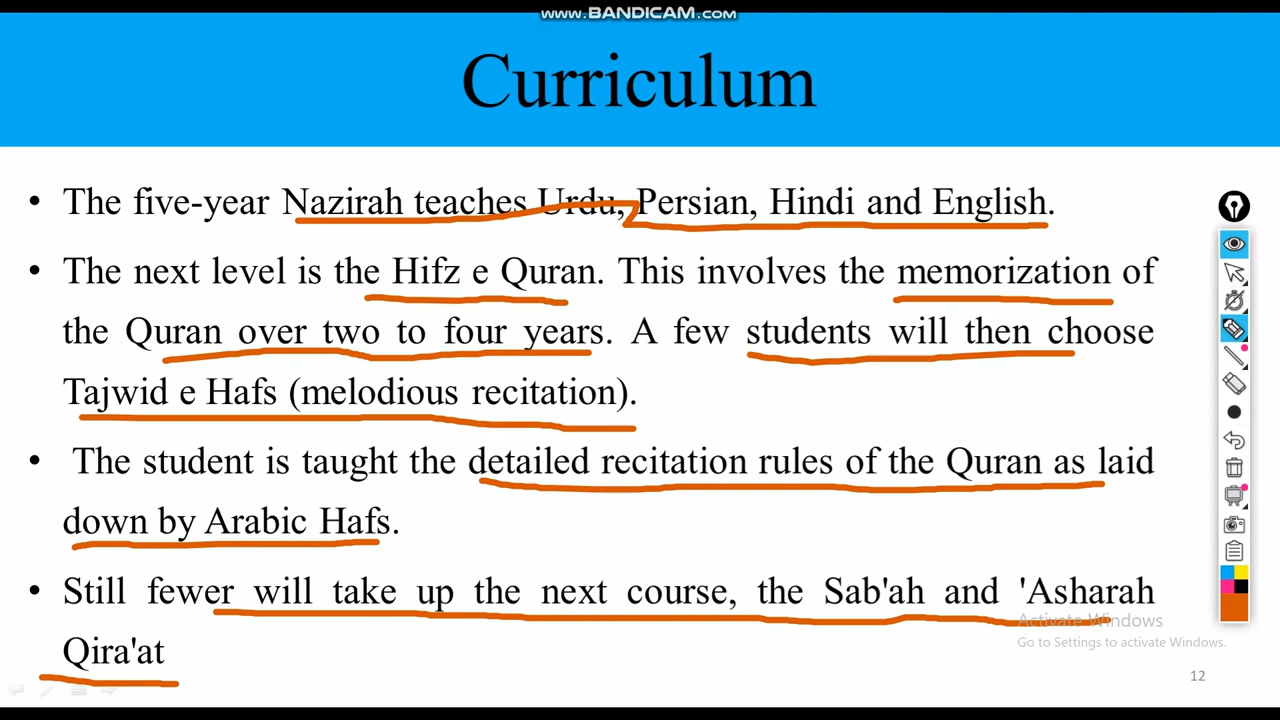 www.BANDICAM.com
Curriculum
• The five-year Nazirah teaches Urdu, Persian, Hindi and English.
• The next level is the Hifz e Quran. This involves the memorization of
the Quran over two to four years. A few students will then choose
Tajwid e Hafs (melodious recitation).
• The student is taught the detailed recitation rules of the Quran as laid
down by Arabic Hafs.
• Still fewer will take up the next course, the Sab'ah and 'Asharah
Qira'at
Activate Windows
Go to Settings to activate Windows.
12